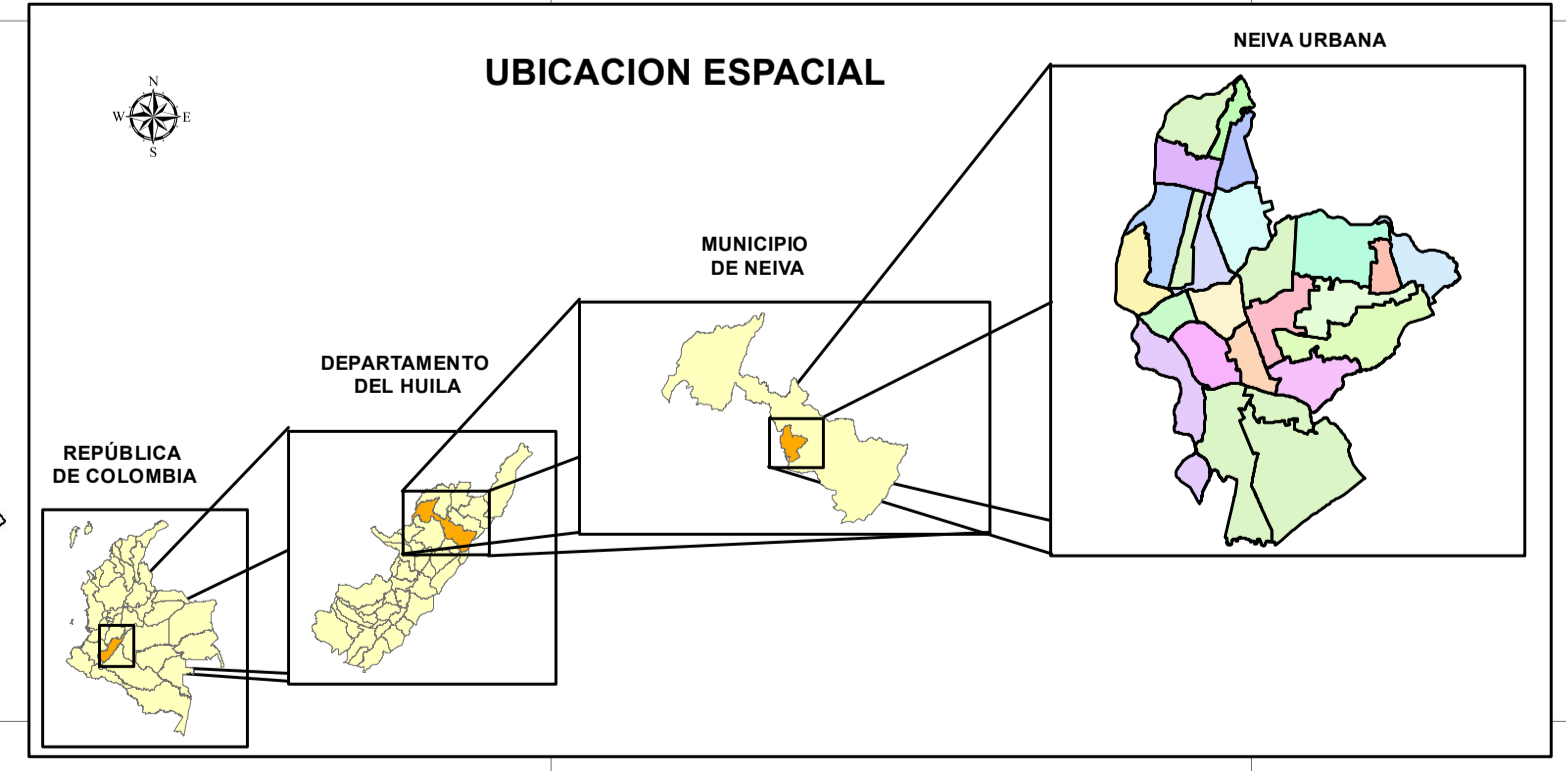 NEIVA URBANA
UBICACION ESPACIAL
N
W E
S
MUNICIPIO
DE NEIVA
DEPARTAMENTO
DEL HUILA
REPÚBLICA
DE COLOMBIA